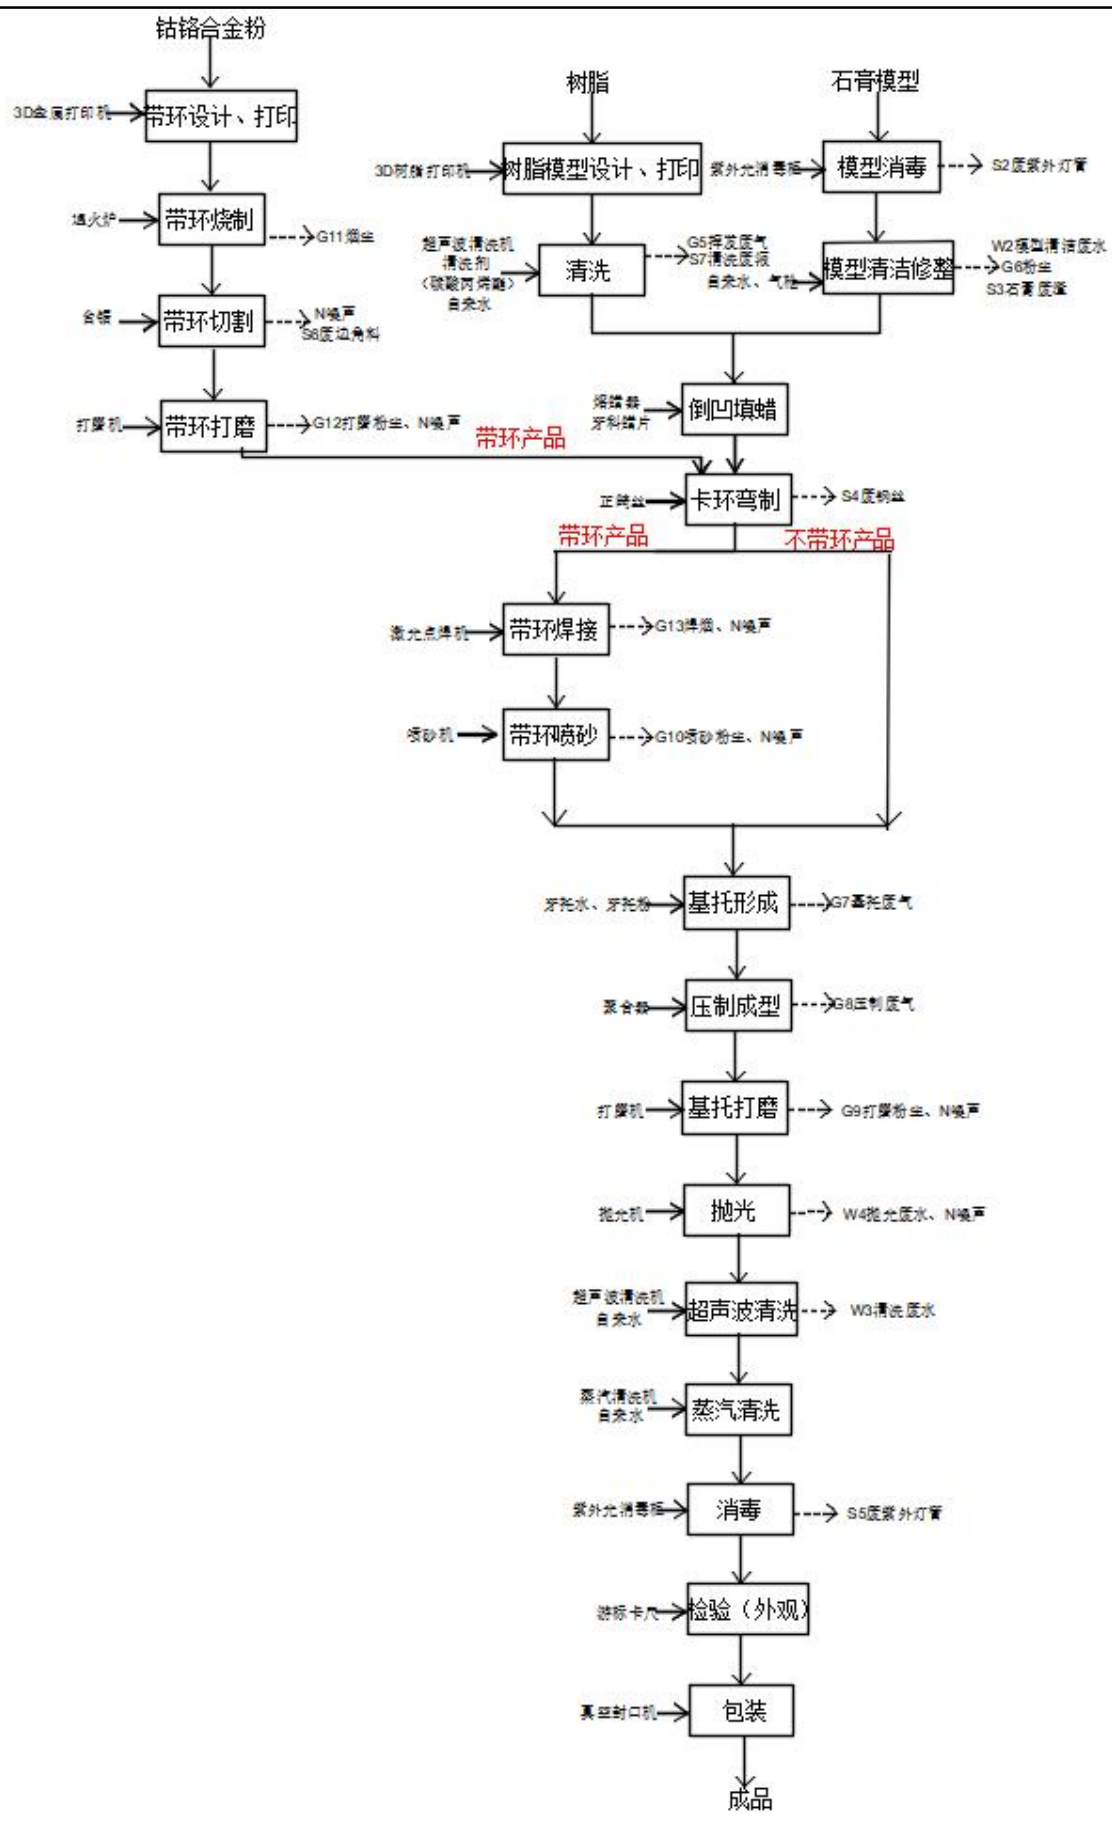 钴铬合金粉
3D金属打印机
带环设计、打印
树脂
石膏模型
3D树脂打印机
树脂模型设计、打印
紫外光消毒柜
模型消毒
S2废紫外灯管
退火炉
带环烧制
G11烟尘
超声波清洗机
清洗剂
（碳酸丙烯酯）
自来水
清洗
G5挥发废气
S7清洗废液
自来水、气枪
模型清洁修整
W2模型清洁废水
G6粉尘
S3石膏废渣
台锯
带环切割
N噪声
S6废边角料
打磨机
带环打磨
G12打磨粉尘、N噪声
带环产品
熔蜡器
牙科蜡片
倒凹填蜡
正畸丝
卡环弯制
S4废钢丝
带环产品
不带环产品
激光点焊机
带环焊接
G13焊烟、N噪声
喷砂机
带环喷砂
G10喷砂粉尘、N噪声
牙托水、牙托粉
基托形成
G7基托废气
聚合器
压制成型
G8压制废气
打磨机
基托打磨
G9打磨粉尘、N噪声
抛光机
抛光
W4抛光废水、N噪声
超声波清洗机
自来水
超声波清洗
W3清洗废水
蒸汽清洗机
自来水
蒸汽清洗
紫外光消毒柜
消毒
S5废紫外灯管
游标卡尺
检验（外观）
真空封口机
包装
成品